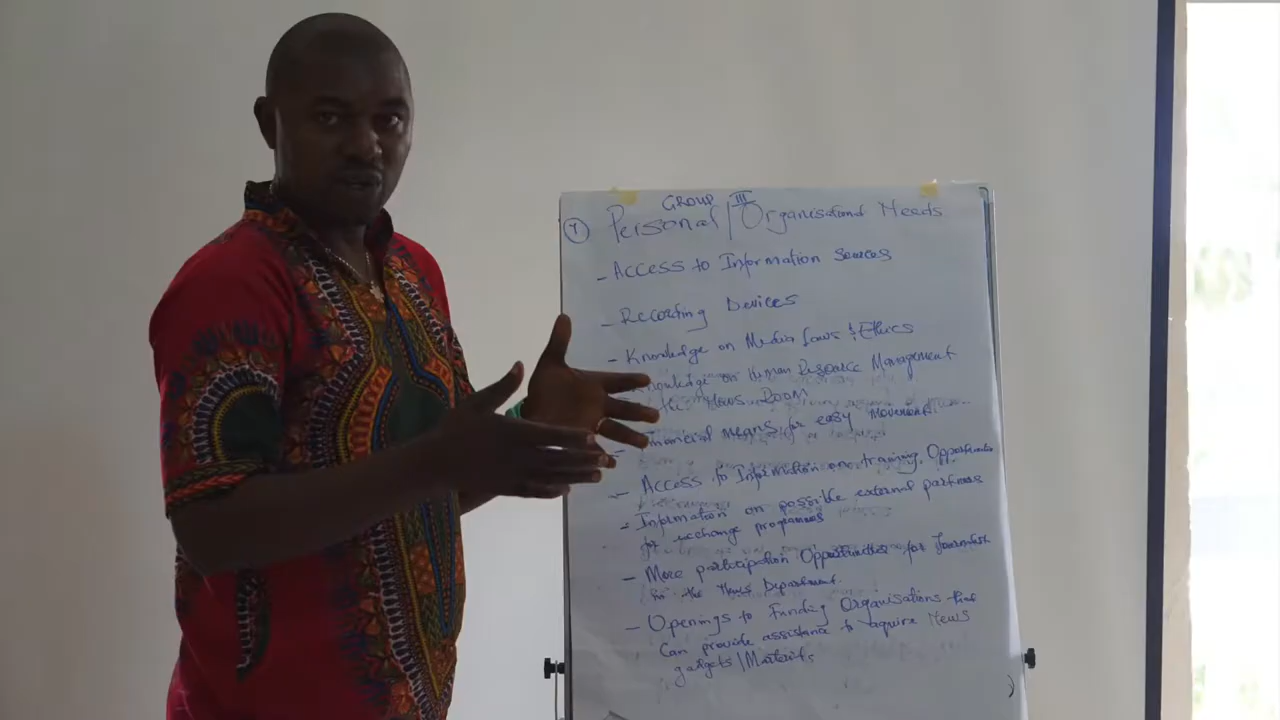 GROUP III
1 Personal/Organisational Needs
- Access to Information Sources
- Recording Devices
- Knowledge on Media Laws & Ethics
Knowledge on Human Resource Management
the News Room
Financial means for easy movement
- Access to Information on training Opportunities
- Information on possible external partners
for exchange programmes
- More participation Opportunities for Journalists
in the News Department.
- Openings to Funding Organisations that
Can provide assistance to aquire News
gadgets/Materials